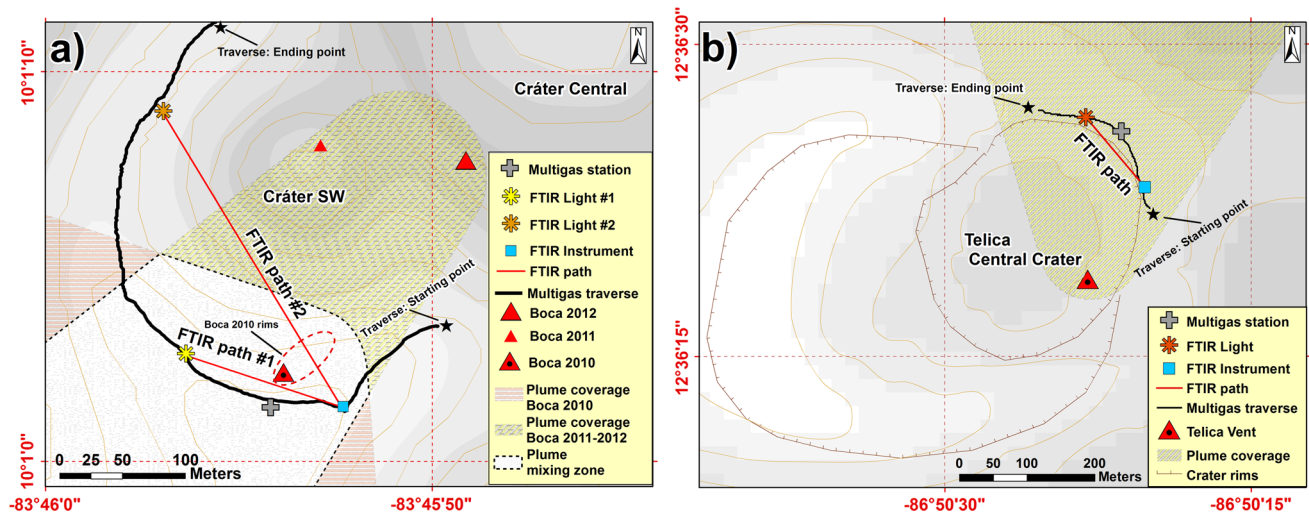 a)
N
Traverse: Ending point
Cráter Central
Cráter SW
FTIR path #2
Traverse: Starting point
Boca 2010 rims
FTIR path #1
Multigas station
FTIR Light #1
FTIR Light #2
FTIR Instrument
FTIR path
Multigas traverse
Boca 2012
Boca 2011
Boca 2010
Plume coverage
Boca 2010
Plume coverage
Boca 2011-2012
Plume
mixing zone
0 25 50 100
Meters
10°1'10"
10°1'0"
-83°46'0"
-83°45'50"
b)
N
Traverse: Ending point
FTIR path
Traverse: Starting point
Telica
Central Crater
Multigas station
FTIR Light
FTIR Instrument
FTIR path
Multigas traverse
Telica Vent
Plume coverage
Crater rims
0 50 100 200
Meters
12°36'30"
12°36'15"
-86°50'30"
-86°50'15"